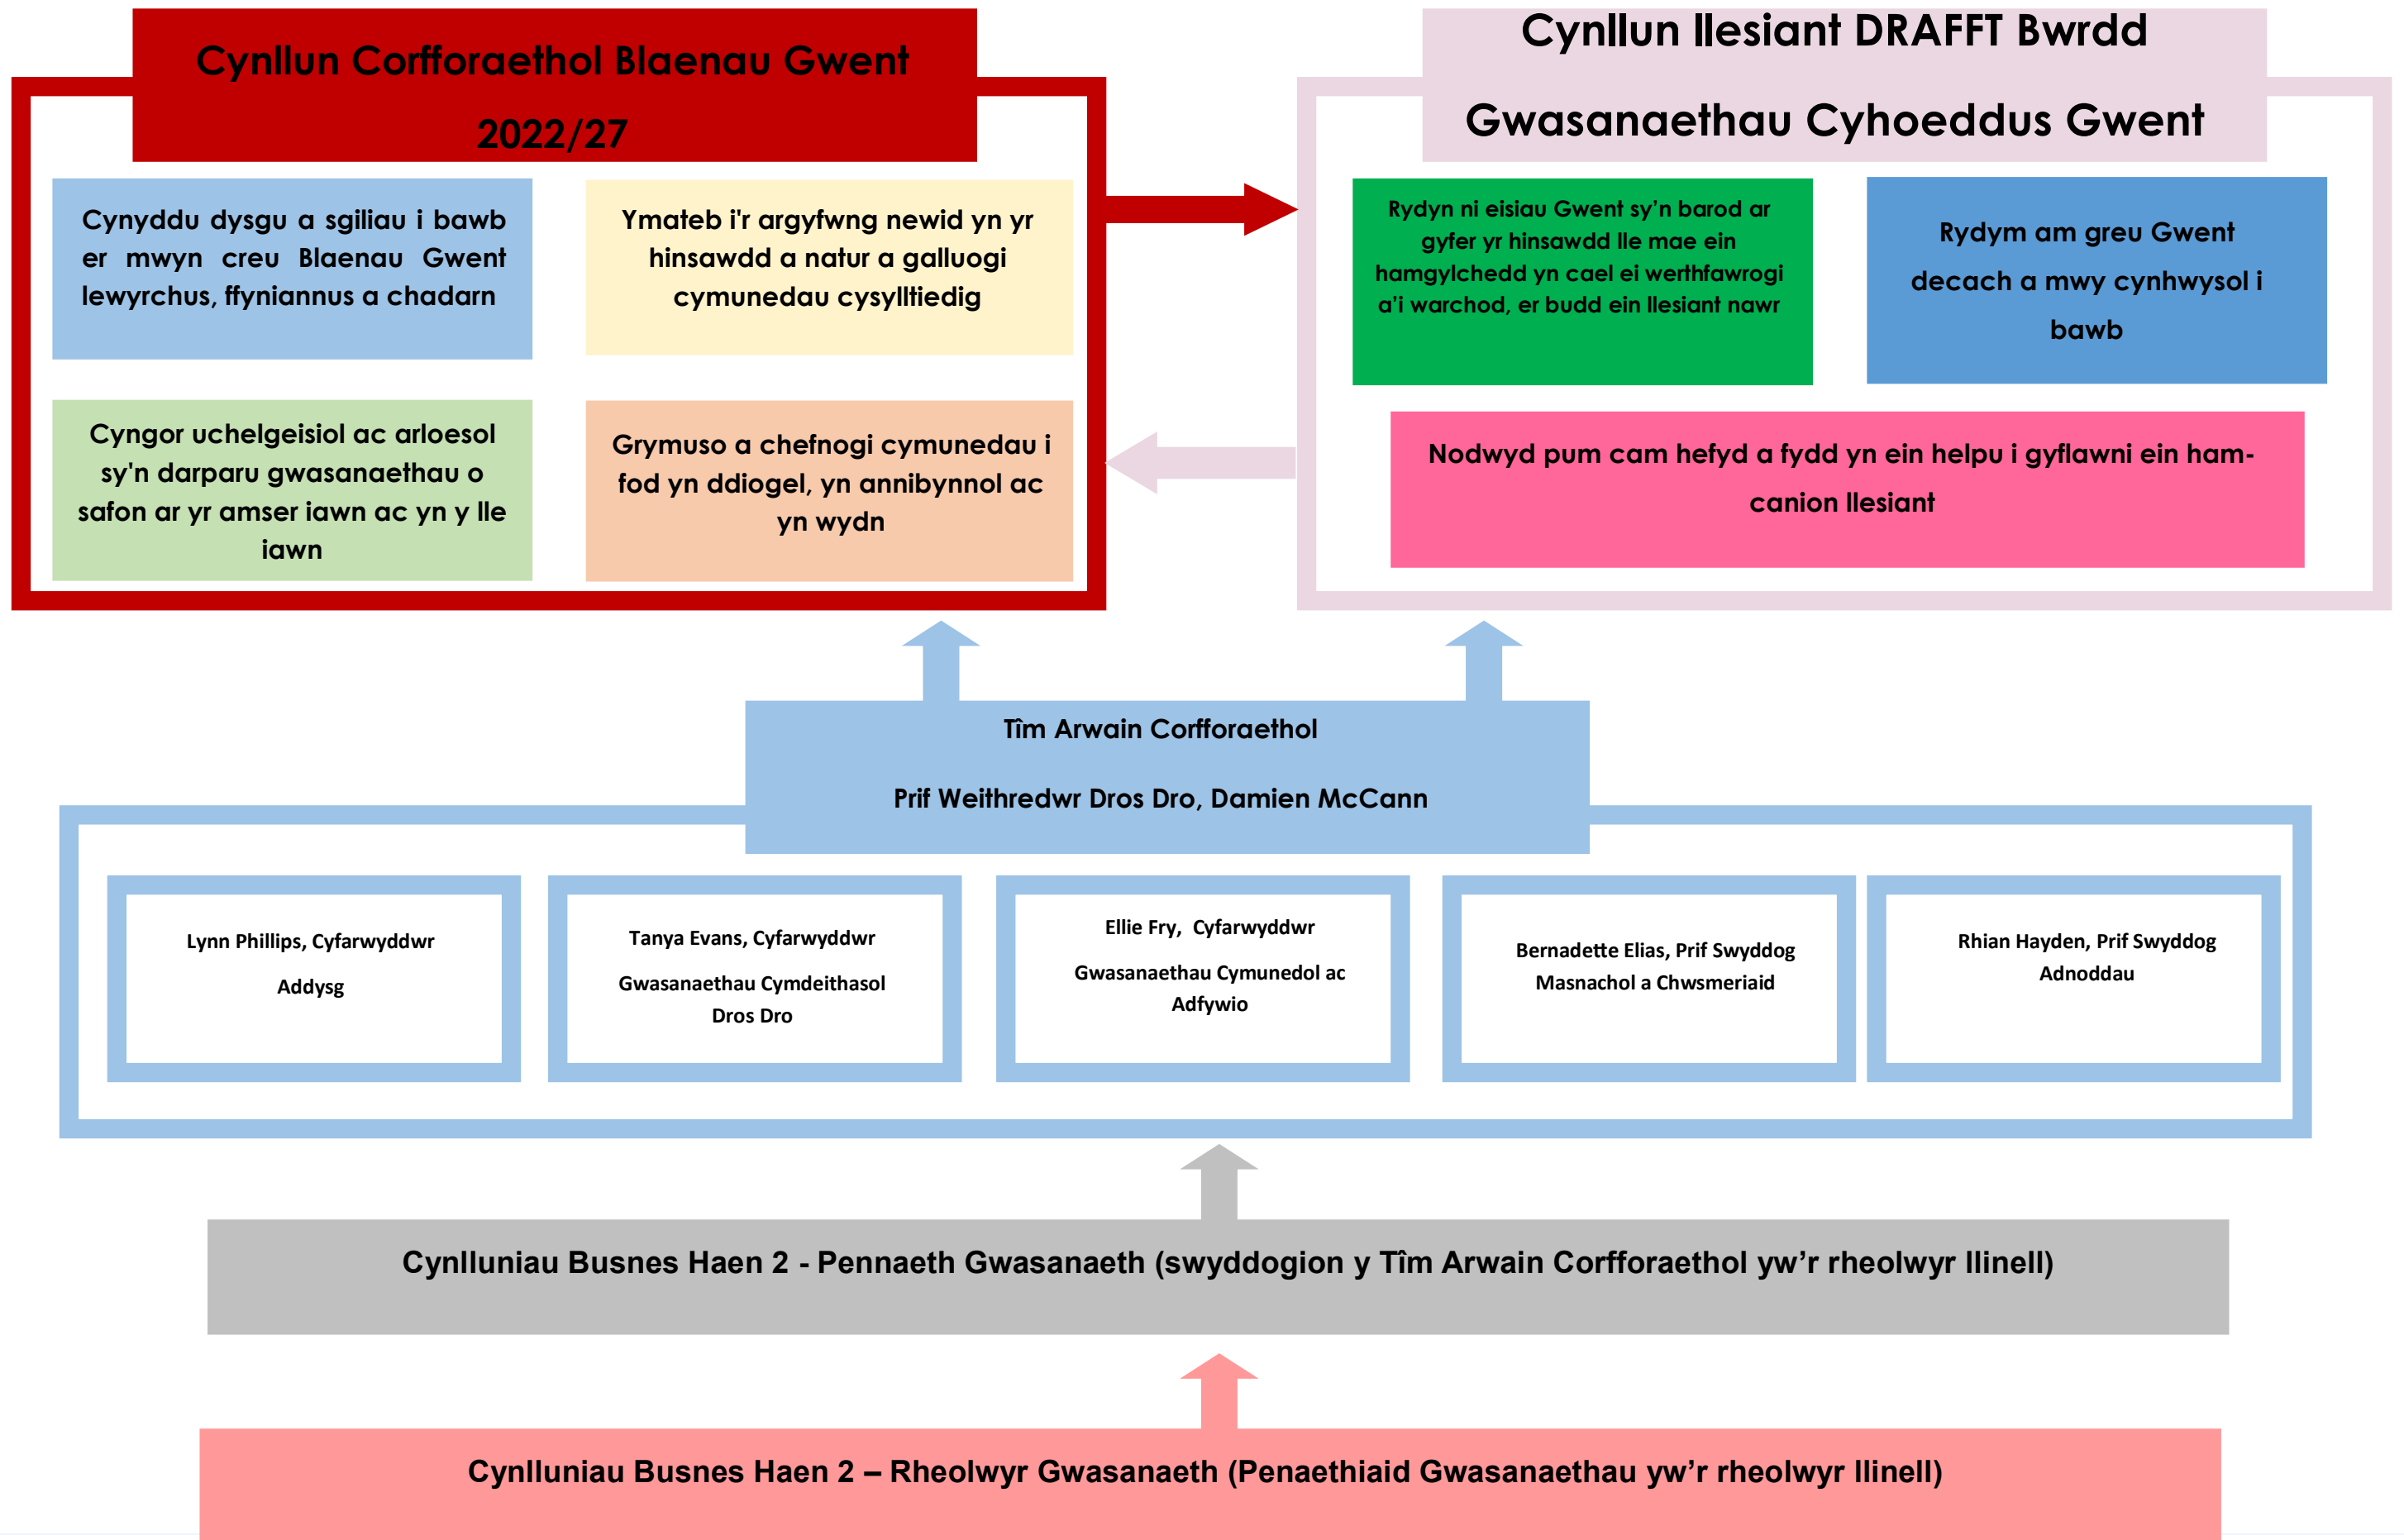 Cynllun Corfforaethol Blaenau Gwent
2022/27
Cynyddu dysgu a sgiliau i bawb
er mwyn creu Blaenau Gwent
lewyrchus, ffyniannus a chadarn
Ymateb i'r argyfwng newid yn yr
hinsawdd a natur a galluogi
cymunedau cysylltiedig
Cyngor uchelgeisiol ac arloesol
sy'n darparu gwasanaethau o
safon ar yr amser iawn ac yn y lle
iawn
Grymuso a chefnogi cymunedau i
fod yn ddiogel, yn annibynnol ac
yn wydn
Cynllun llesiant DRAFFT Bwrdd
Gwasanaethau Cyhoeddus Gwent
Rydyn ni eisiau Gwent sy’n barod ar
gyfer yr hinsawdd lle mae ein
hamgylchedd yn cael ei werthfawrogi
a’i warchod, er budd ein llesiant nawr
Rydym am greu Gwent
decach a mwy cynhwysol i
bawb
Nodwyd pum cam hefyd a fydd yn ein helpu i gyflawni ein ham-
canion llesiant
Tîm Arwain Corfforaethol
Prif Weithredwr Dros Dro, Damien McCann
Lynn Phillips, Cyfarwyddwr
Addysg
Tanya Evans, Cyfarwyddwr
Gwasanaethau Cymdeithasol
Dros Dro
Ellie Fry, Cyfarwyddwr
Gwasanaethau Cymunedol ac
Adfywio
Bernadette Elias, Prif Swyddog
Masnachol a Chwsmeriaid
Rhian Hayden, Prif Swyddog
Adnoddau
Cynlluniau Busnes Haen 2 - Pennaeth Gwasanaeth (swyddogion y Tîm Arwain Corfforaethol yw’r rheolwyr llinell)
Cynlluniau Busnes Haen 2 – Rheolwyr Gwasanaeth (Penaethiaid Gwasanaethau yw’r rheolwyr llinell)